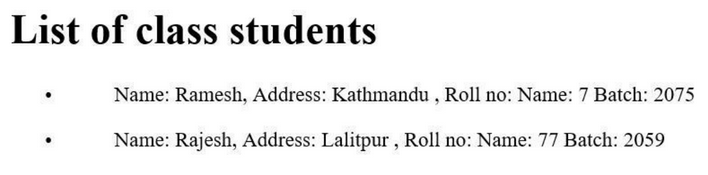 List of class students
• Name: Ramesh, Address: Kathmandu , Roll no: Name: 7 Batch: 2075
• Name: Rajesh, Address: Lalitpur , Roll no: Name: 77 Batch: 2059